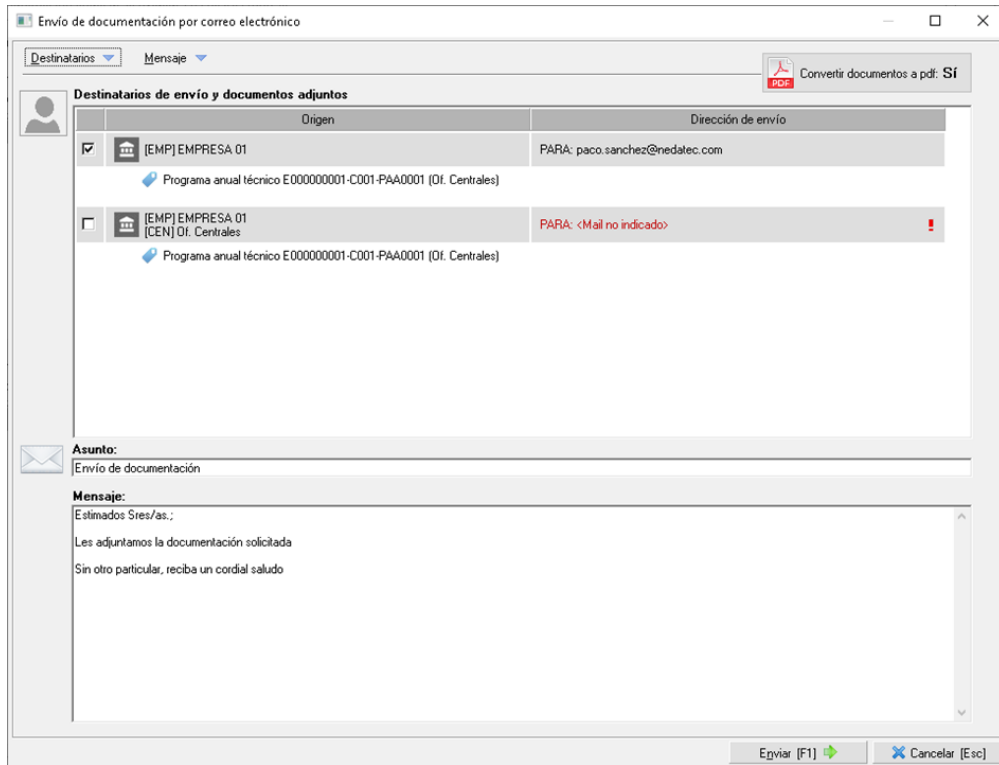 Envío de documentación por correo electrónico
Destinatarios Mensaje
PDF Convertir documentos a pdf: Sí
Destinatarios de envío y documentos adjuntos
Origen Dirección de envío
[EMP] EMPRESA 01 PARA: paco.sanchez@nedatec.com
Programa anual técnico E000000001-C001-PAA0001 (Of. Centrales)
[EMP] EMPRESA 01
[CEN] Of. Centrales PARA: <Mail no indicado> !
Programa anual técnico E000000001-C001-PAA0001 (Of. Centrales)
Asunto:
Envío de documentación
Mensaje:
Estimados Sres/as.;
Les adjuntamos la documentación solicitada
Sin otro particular, reciba un cordial saludo
Enviar [F1] Cancelar [Esc]